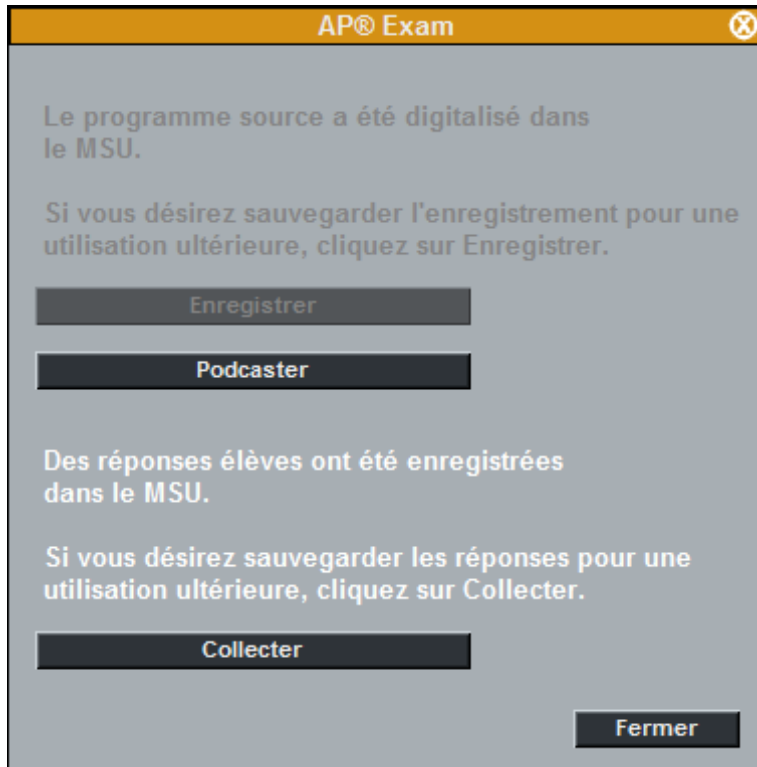 AP® Exam
Le programme source a été digitalisé dans
le MSU.
Si vous désirez sauvegarder l'enregistrement pour une
utilisation ultérieure, cliquez sur Enregistrer.
Enregistrer
Podcaster
Des réponses élèves ont été enregistrées
dans le MSU.
Si vous désirez sauvegarder les réponses pour une
utilisation ultérieure, cliquez sur Collecter.
Collecter
Fermer